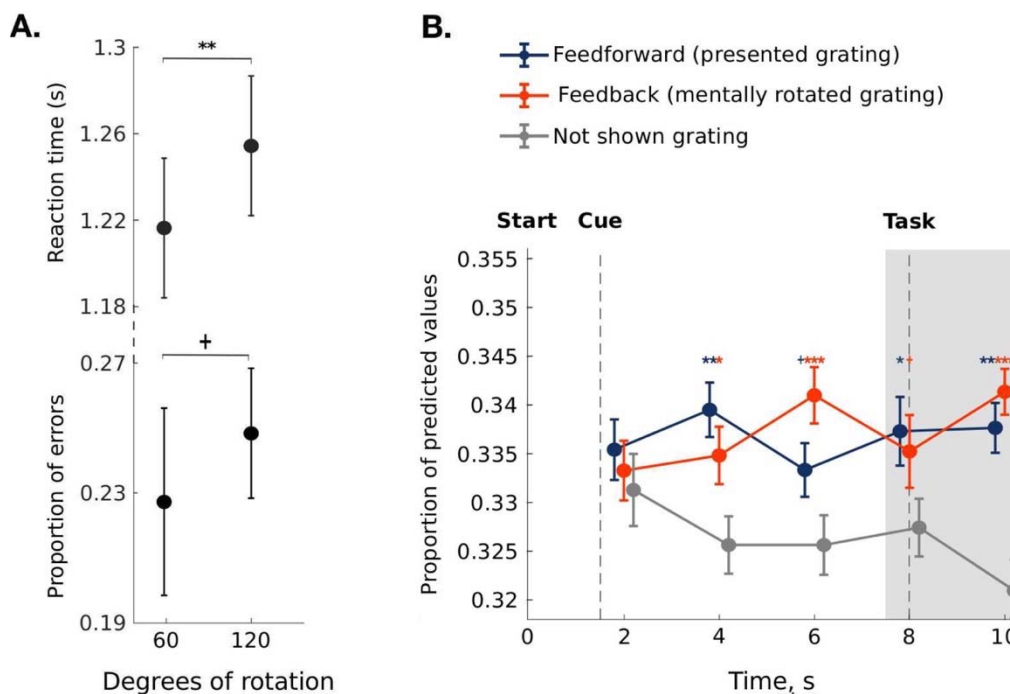 A.
1.3
**
Reaction time (s)
1.26
1.22
1.18
+
0.27
Proportion of errors
0.23
0.19
60 120
Degrees of rotation
B.
Feedforward (presented grating)
Feedback (mentally rotated grating)
Not shown grating
Start Cue Task
Proportion of predicted values
0.355
0.35
0.345
*** +*** *+ *****
0.34
0.335
0.33
0.325
0.32
0 2 4 6 8 10
Time, s